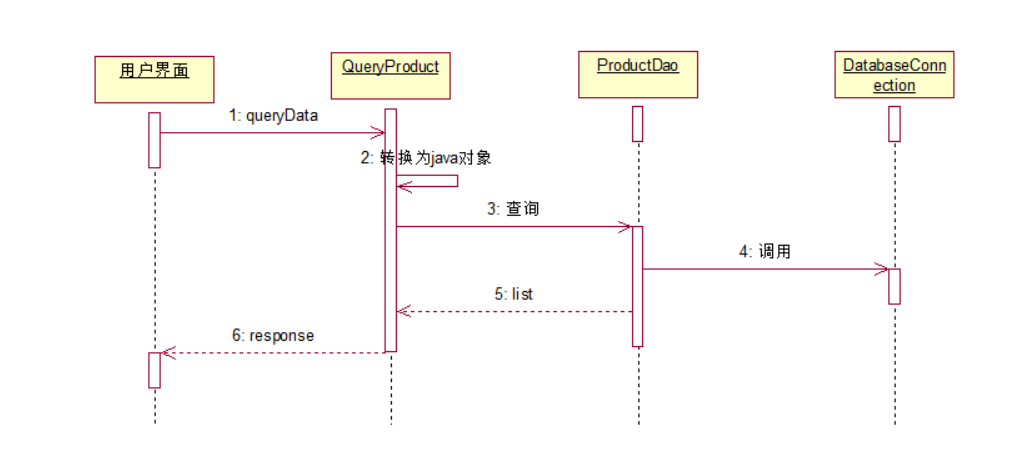 用户界面
QueryProduct
ProductDao
DatabaseConn
ection
1: queryData
2: 转换为java对象
3: 查询
4: 调用
5: list
6: response